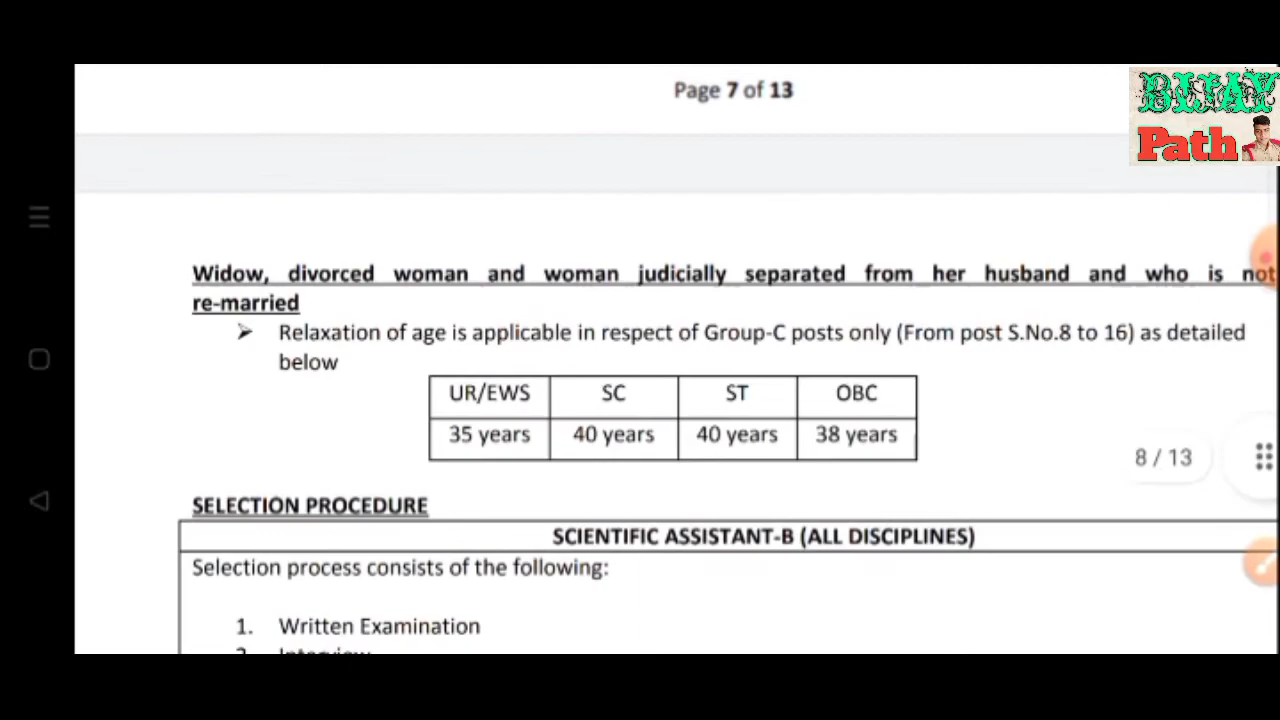 Page 7 of 13
BIJAY
Path
Widow, divorced woman and woman judicially separated from her husband and who is not
re-married
➢ Relaxation of age is applicable in respect of Group-C posts only (From post S.No.8 to 16) as detailed
below
UR/EWS SC ST OBC
35 years 40 years 40 years 38 years
8 / 13
SELECTION PROCEDURE
SCIENTIFIC ASSISTANT-B (ALL DISCIPLINES)
Selection process consists of the following:
1. Written Examination
2. Interview